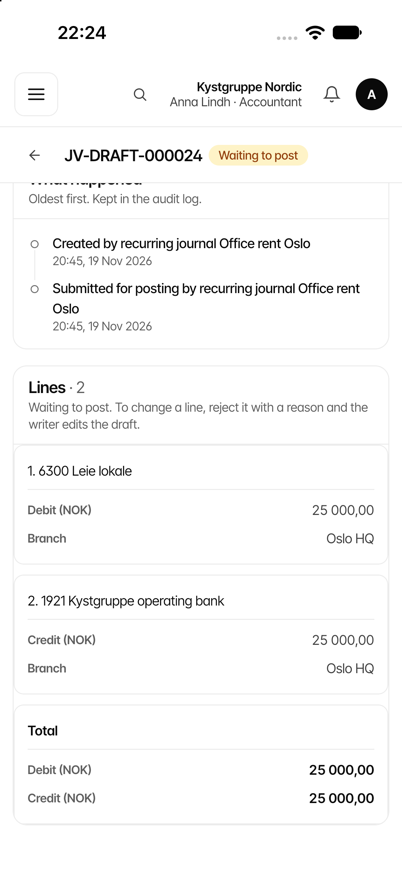 22:24
Kystgruppe Nordic
Anna Lindh · Accountant
A
JV-DRAFT-000024
Waiting to post
What happened
Oldest first. Kept in the audit log.
Created by recurring journal Office rent Oslo
20:45, 19 Nov 2026
Submitted for posting by recurring journal Office rent
Oslo
20:45, 19 Nov 2026
Lines · 2
Waiting to post. To change a line, reject it with a reason and the
writer edits the draft.
1. 6300 Leie lokale
Debit (NOK) 25 000,00
Branch Oslo HQ
2. 1921 Kystgruppe operating bank
Credit (NOK) 25 000,00
Branch Oslo HQ
Total
Debit (NOK) 25 000,00
Credit (NOK) 25 000,00